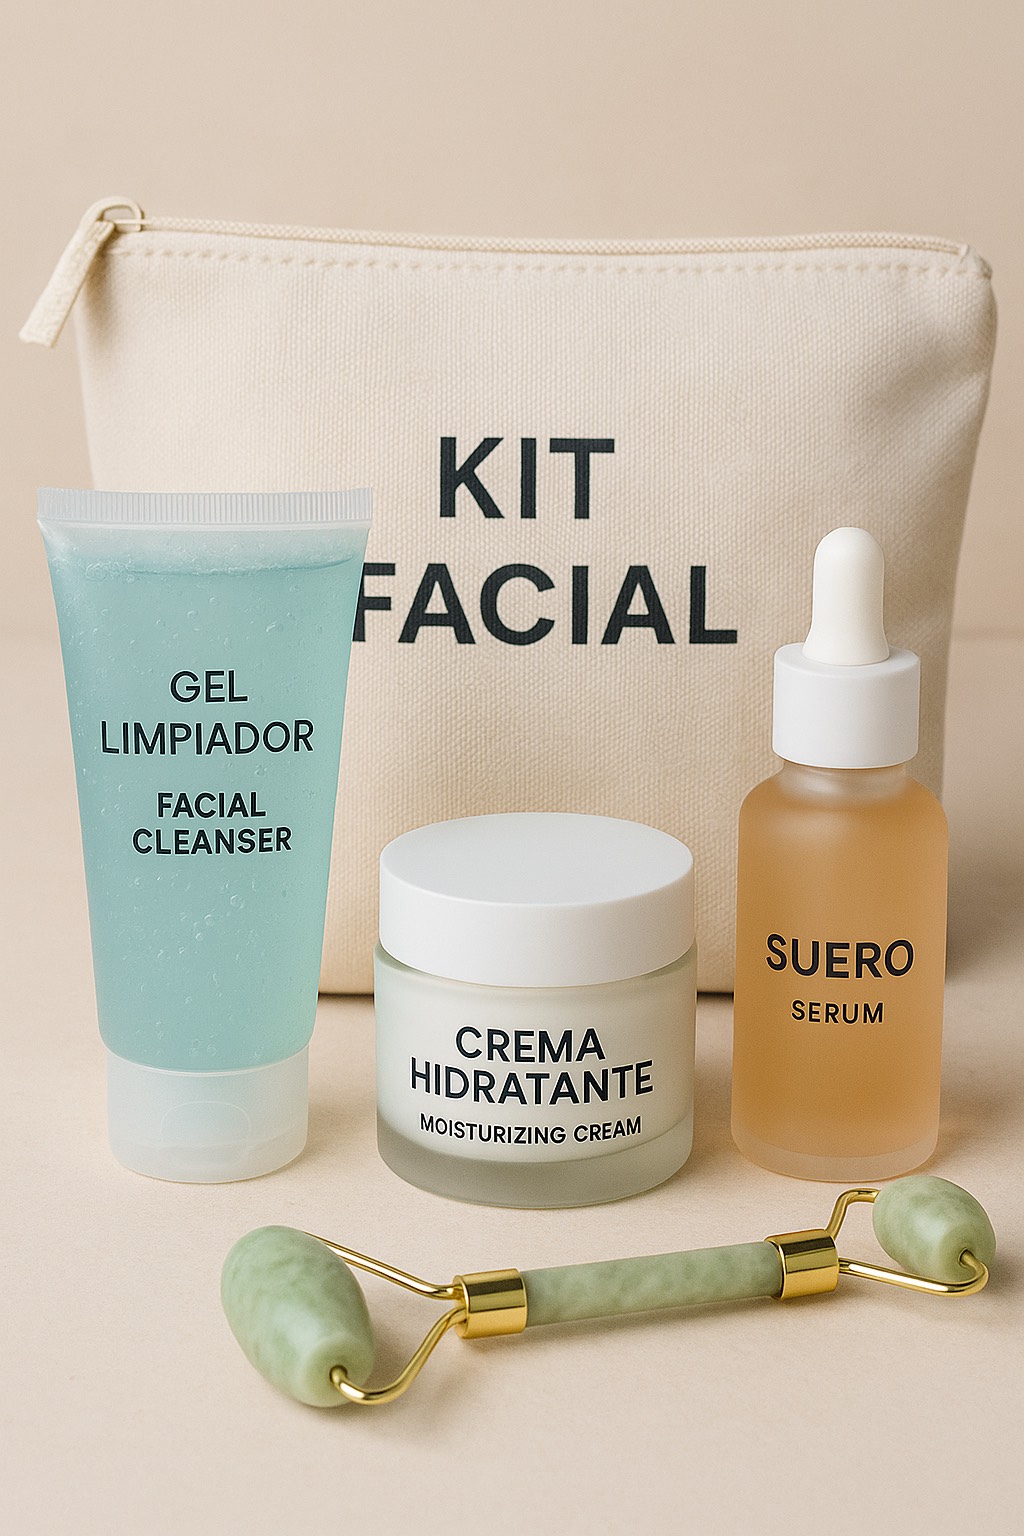 KIT
FACIAL
GEL
LIMPIADOR
FACIAL
CLEANSER
CREMA
HIDRATANTE
MOISTURIZING CREAM
SUERO
SERUM